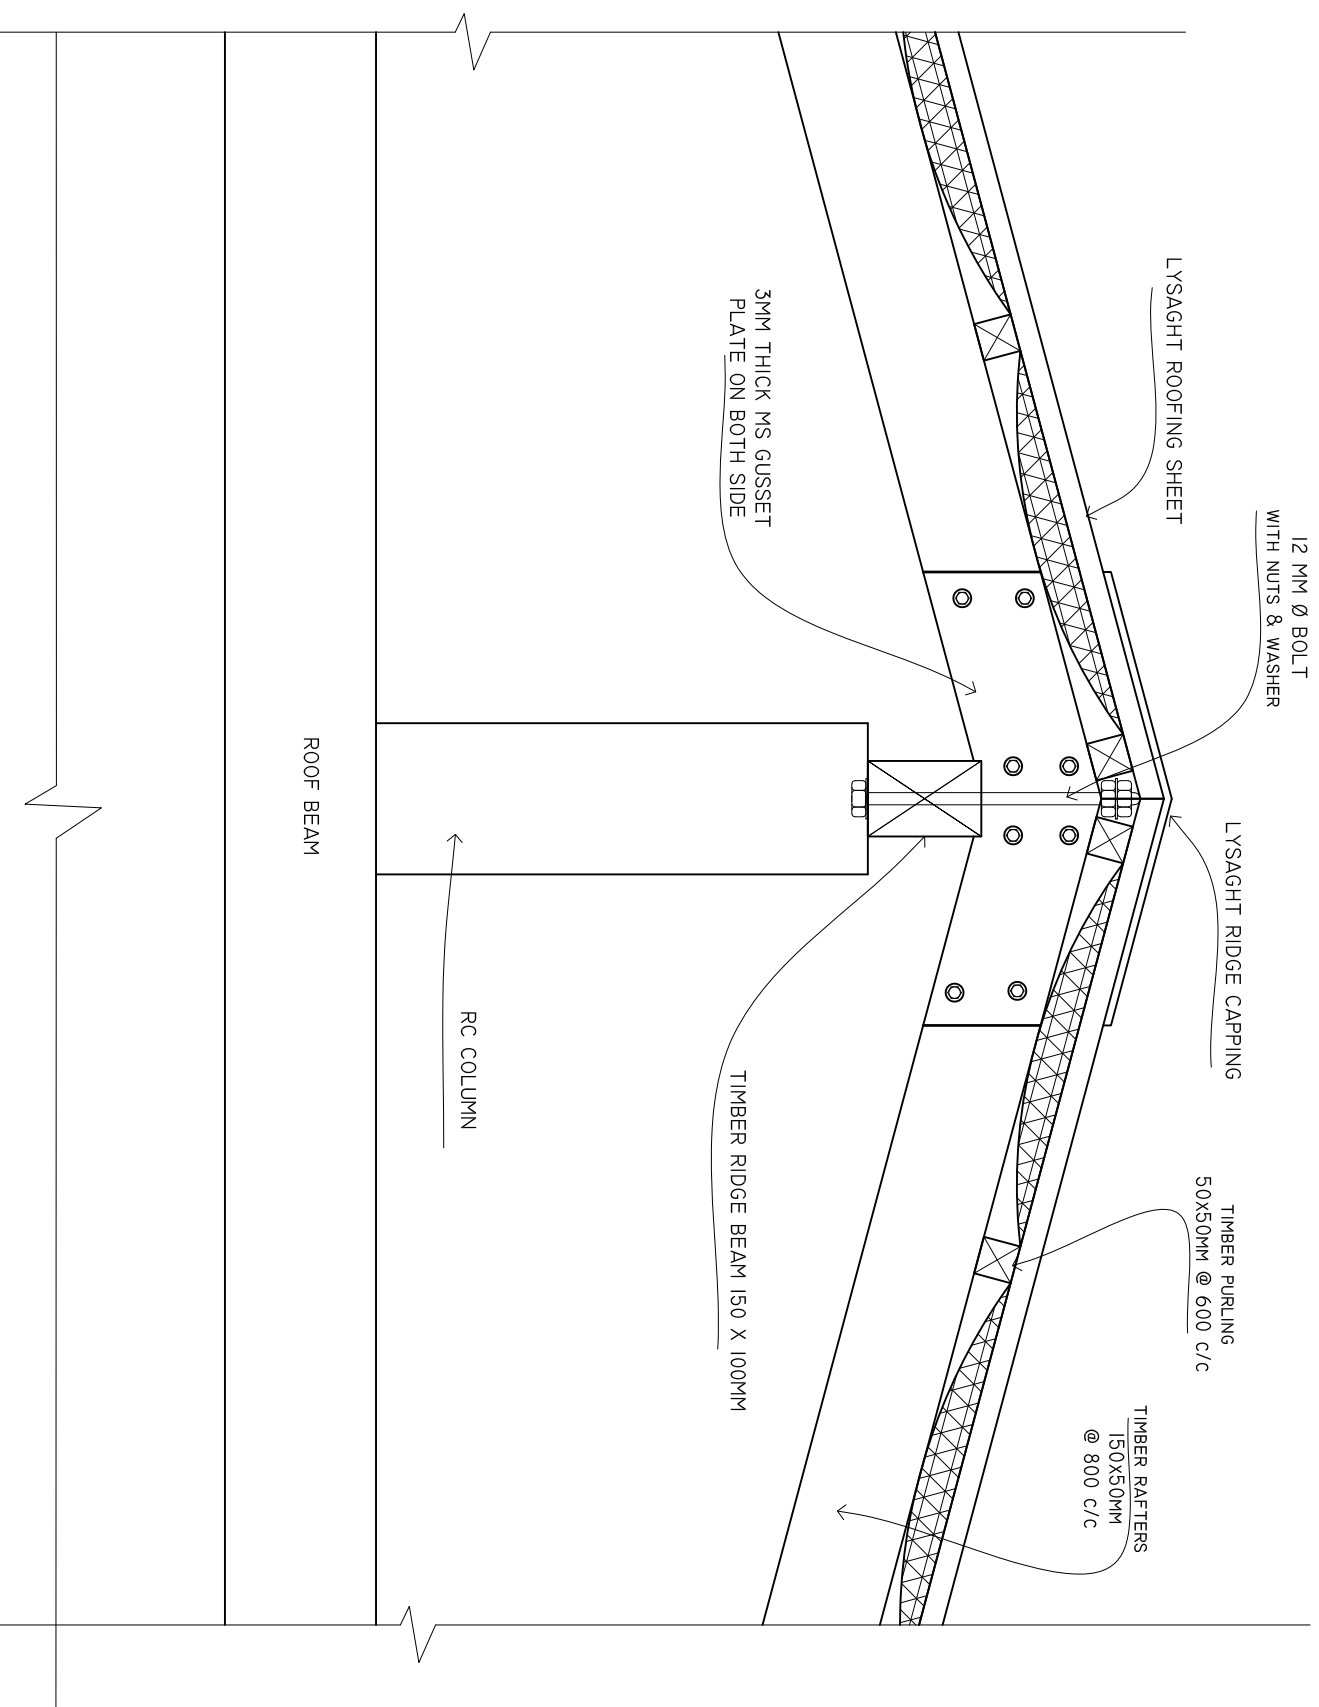 12 MM Ø BOLT
WITH NUTS & WASHER
LYSAGHT ROOFING SHEET
LYSAGHT RIDGE CAPPING
TIMBER PURLING
50X50MM @ 600 C/C
TIMBER RAFTERS
150X50MM
@ 800 C/C
3MM THICK MS GUSSET
PLATE ON BOTH SIDE
TIMBER RIDGE BEAM 150 X 100MM
RC COLUMN
ROOF BEAM